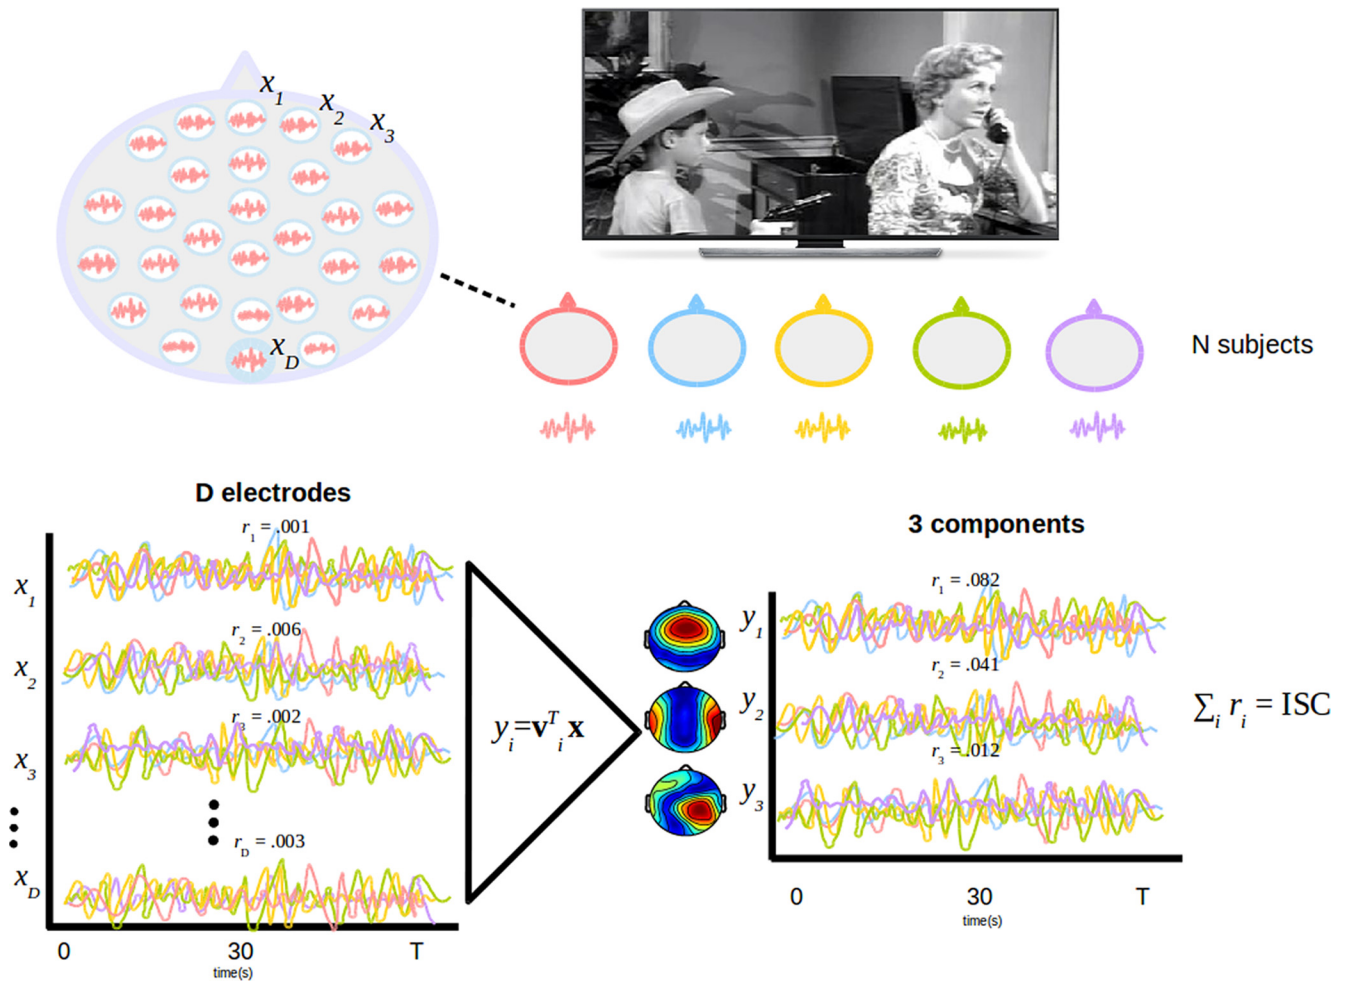 x1
x2
x3
xD
N subjects
D electrodes
r1 = .001
x1
r2 = .006
x2
r3 = .002
x3
rD = .003
xD
0 30 T
time(s)
yi=vTi x
3 components
r1 = .082
y1
r2 = .041
y2
r3 = .012
y3
0 30 T
time(s)
∑i ri = ISC